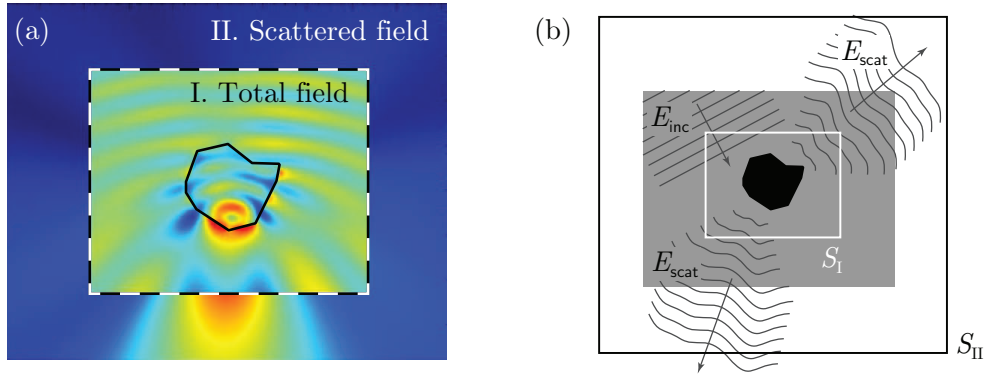 (a)
II. Scattered field
I. Total field
(b)
E_scat
E_inc
S_I
E_scat
S_II